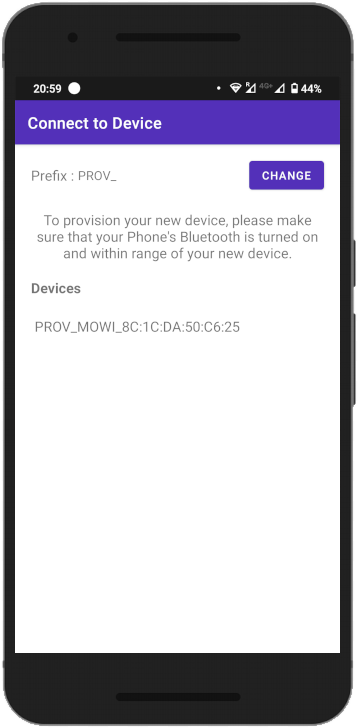 20:59 R 4G+ 44%
Connect to Device
Prefix : PROV_ CHANGE
To provision your new device, please make
sure that your Phone's Bluetooth is turned on
and within range of your new device.
Devices
PROV_MOWI_8C:1C:DA:50:C6:25